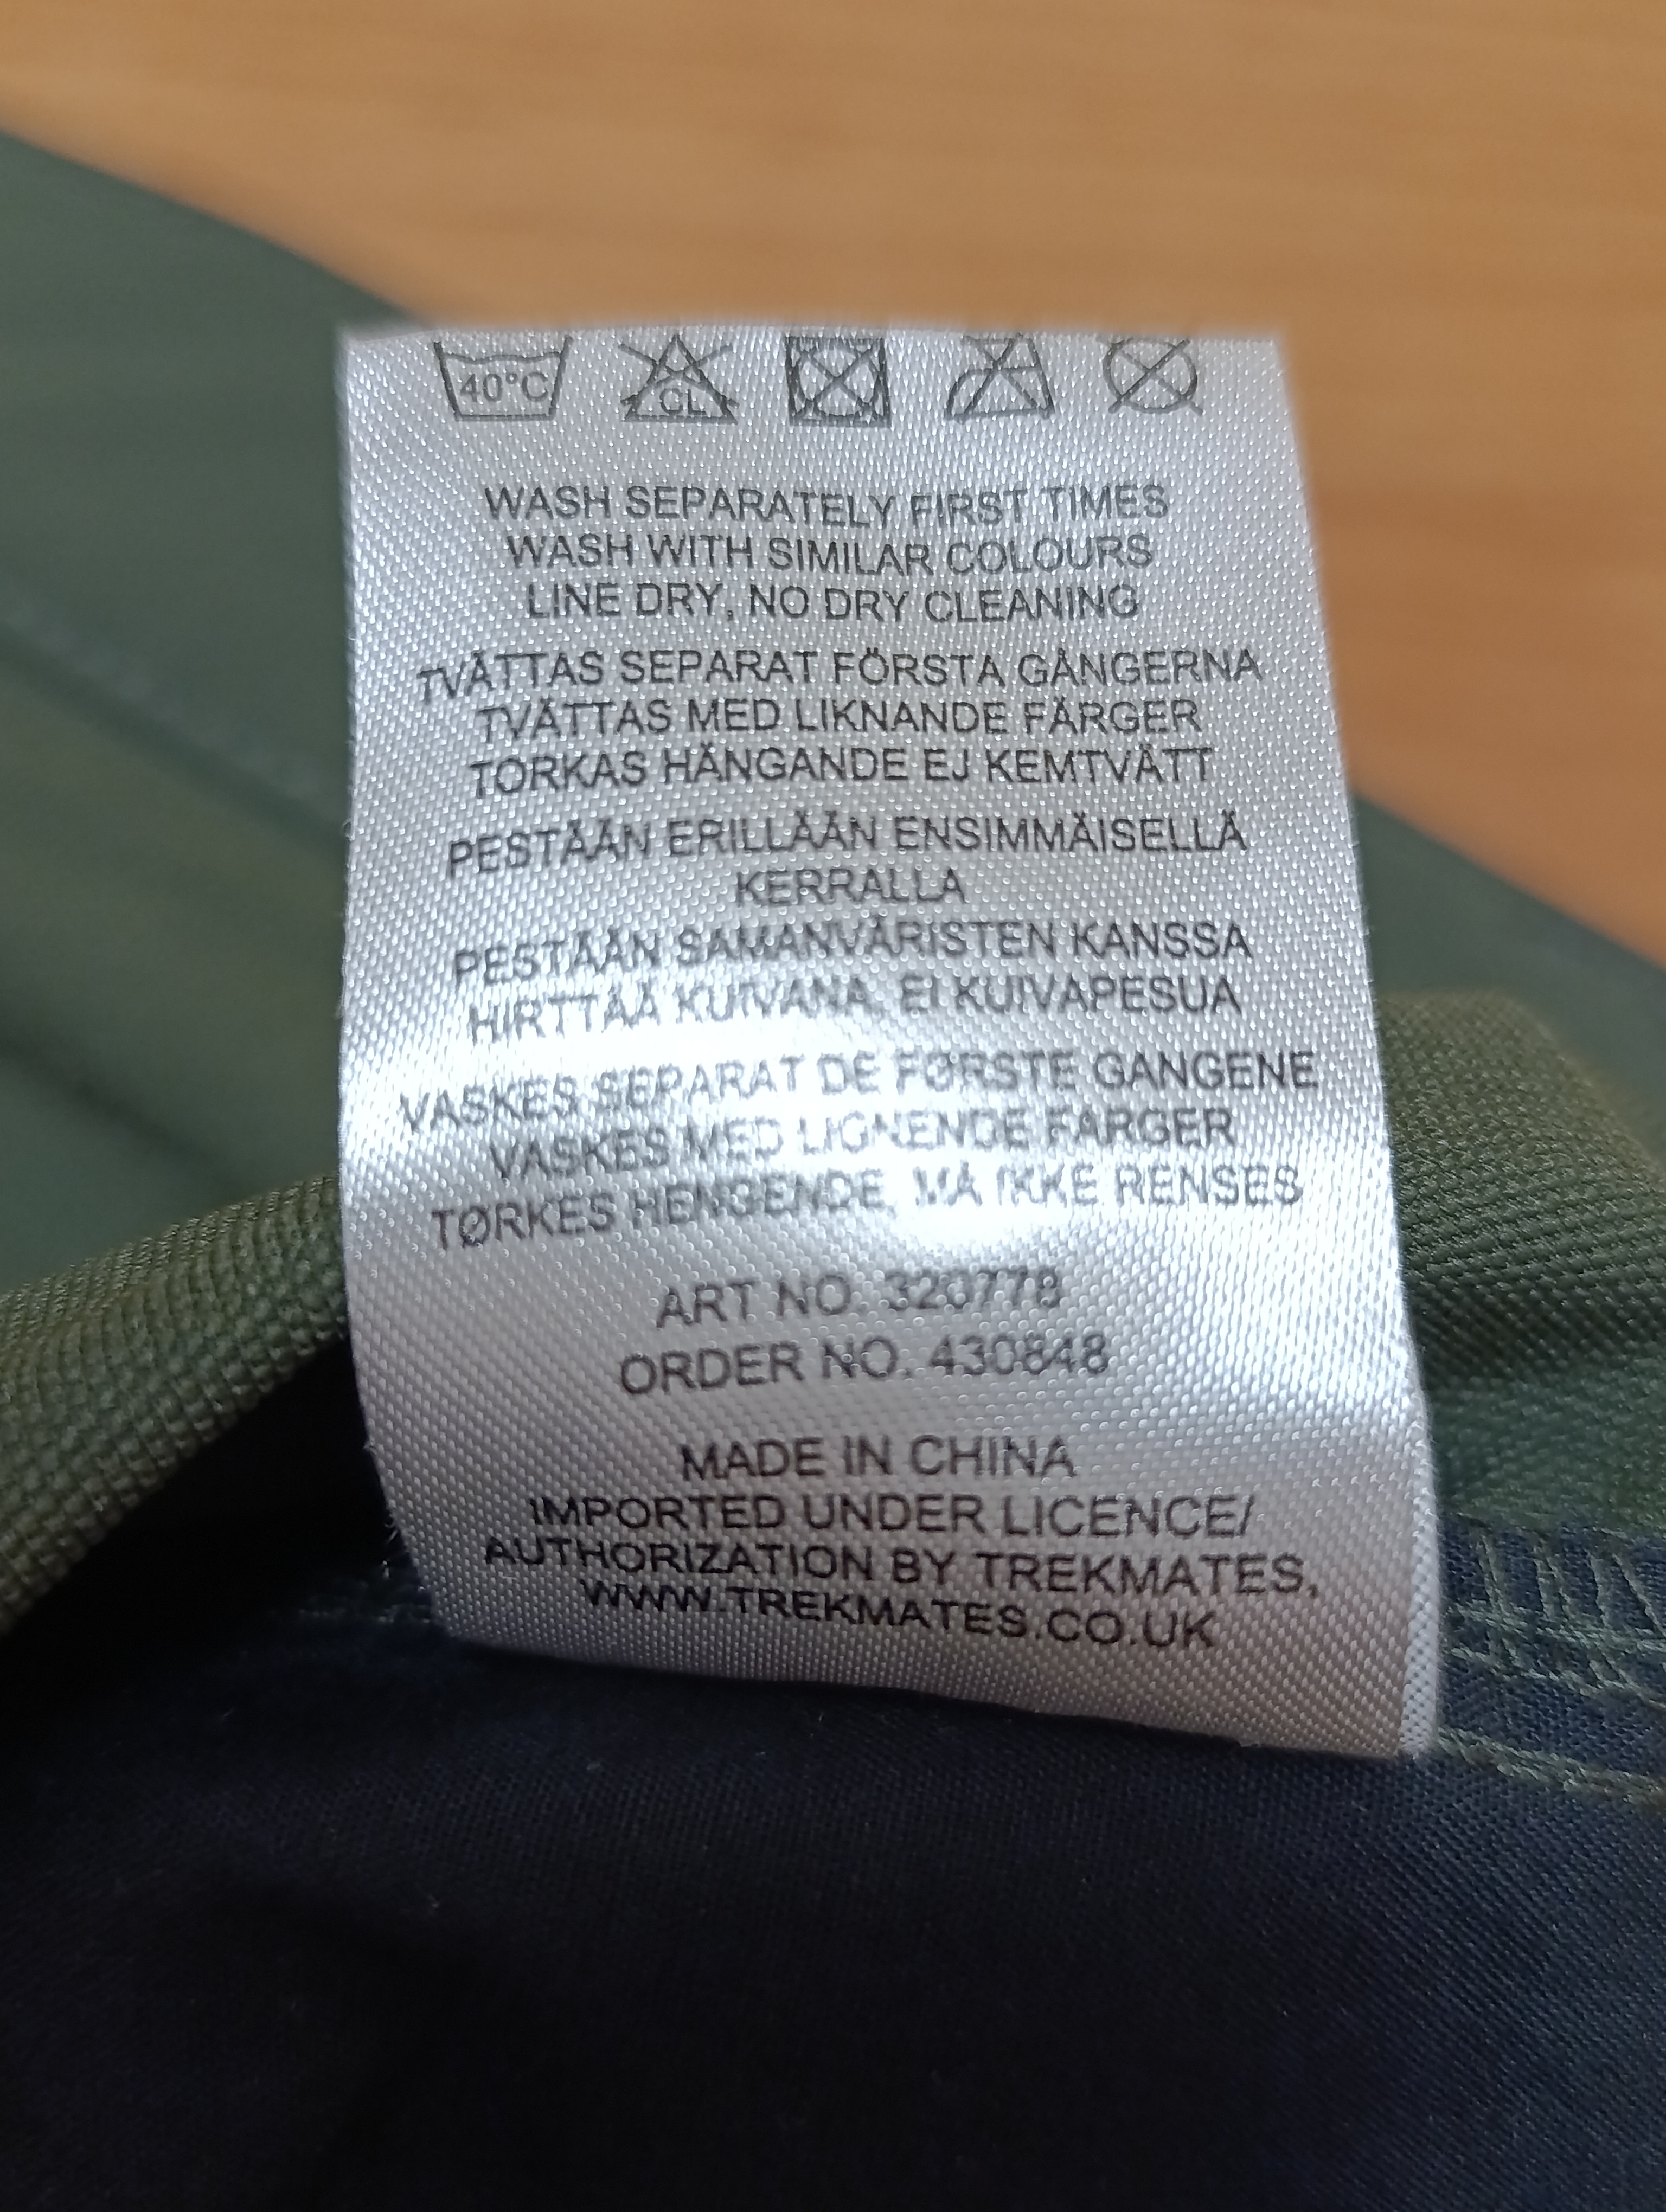 40°C
CL
WASH SEPARATELY FIRST TIMES
WASH WITH SIMILAR COLOURS
LINE DRY, NO DRY CLEANING
TVÄTTAS SEPARAT FÖRSTA GÅNGERNA
TVÄTTAS MED LIKNANDE FÄRGER
TORKAS HÄNGANDE EJ KEMTVÄTT
PESTÄÄN ERILLÄÄN ENSIMMÄISELLÄ
KERRALLA
PESTÄÄN SAMANVÄRISTEN KANSSA
HIRTTÄÄ KUIVANA, EI KUIVAPESUA
VASKES SEPARAT DE FØRSTE GANGENE
VASKES MED LIGNENDE FARGER
TØRKES HENGENDE, MÅ IKKE RENSES
ART NO. 320778
ORDER NO. 430848
MADE IN CHINA
IMPORTED UNDER LICENCE/
AUTHORIZATION BY TREKMATES,
WWW.TREKMATES.CO.UK